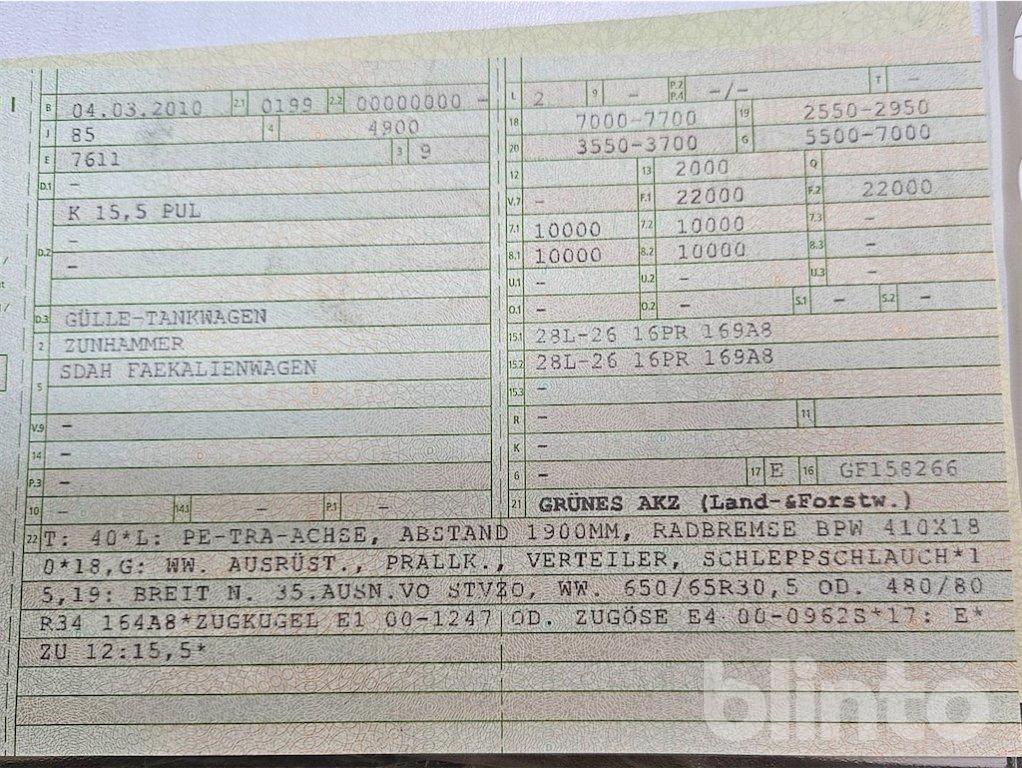 B 04.03.2010 2.1 0199 2.2 00000000 -
J 85 4 4900
E 7611 3 9
D.1 -
K 15,5 PUL
-
D.2 -
D.3 GÜLLE-TANKWAGEN
2 ZUNHAMMER
SDAH FAEKALIENWAGEN
5
V.9 -
14 -
P.3 -
10 - 14.1 - P.1 -
L 2 9 - P.2 P.4 -/- T -
18 7000-7700 19 2550-2950
20 3550-3700 G 5500-7000
12 13 2000 Q
V.7 - F.1 22000 F.2 22000
7.1 10000 7.2 10000 7.3 -
8.1 10000 8.2 10000 8.3 -
U.1 - U.2 - U.3 -
O.1 - O.2 - S.1 - S.2 -
15.1 28L-26 16PR 169A8
15.2 28L-26 16PR 169A8
15.3 -
R - 11
K -
6 - 17 E 16 GF158266
21 GRÜNES AKZ (Land-&Forstw.)
22 T: 40*L: PE-TRA-ACHSE, ABSTAND 1900MM, RADBREMSE BPW 410X18
0*18,G: WW. AUSRÜST., PRALLK., VERTEILER, SCHLEPPSCHLAUCH*1
5,19: BREIT N. 35.AUSN.VO STVZO, WW. 650/65R30,5 OD. 480/80
R34 164A8*ZUGKUGEL E1 00-1247 OD. ZUGÖSE E4 00-0962S*17: E*
ZU 12:15,5*
blinto